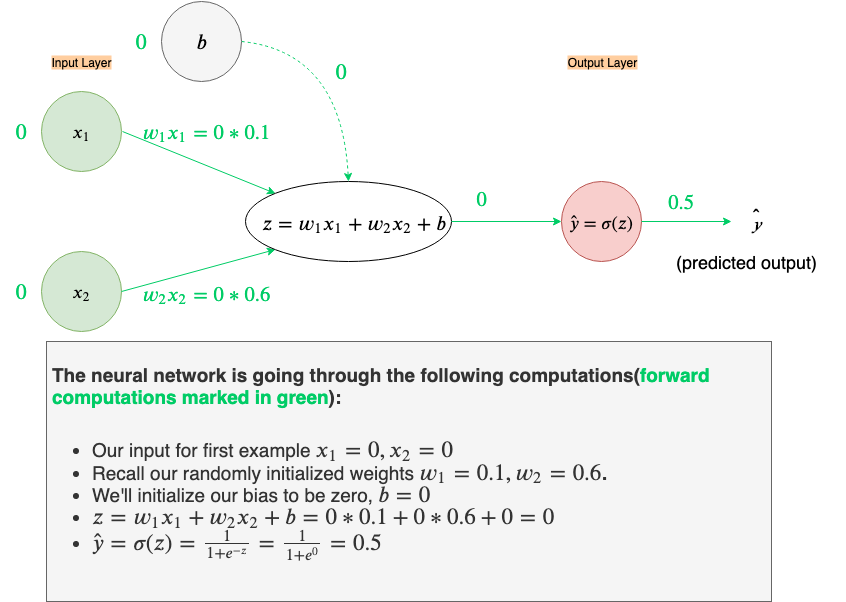 0
b
Input Layer
0
Output Layer
0
x₁
w₁x₁ = 0 * 0.1
z = w₁x₁ + w₂x₂ + b
0
ŷ = σ(z)
0.5
ŷ
(predicted output)
0
x₂
w₂x₂ = 0 * 0.6
The neural network is going through the following computations(forward
computations marked in green):
• Our input for first example x₁ = 0, x₂ = 0
• Recall our randomly initialized weights w₁ = 0.1, w₂ = 0.6.
• We'll initialize our bias to be zero, b = 0
• z = w₁x₁ + w₂x₂ + b = 0 * 0.1 + 0 * 0.6 + 0 = 0
• ŷ = σ(z) = 1/(1+e⁻ᶻ) = 1/(1+e⁰) = 0.5